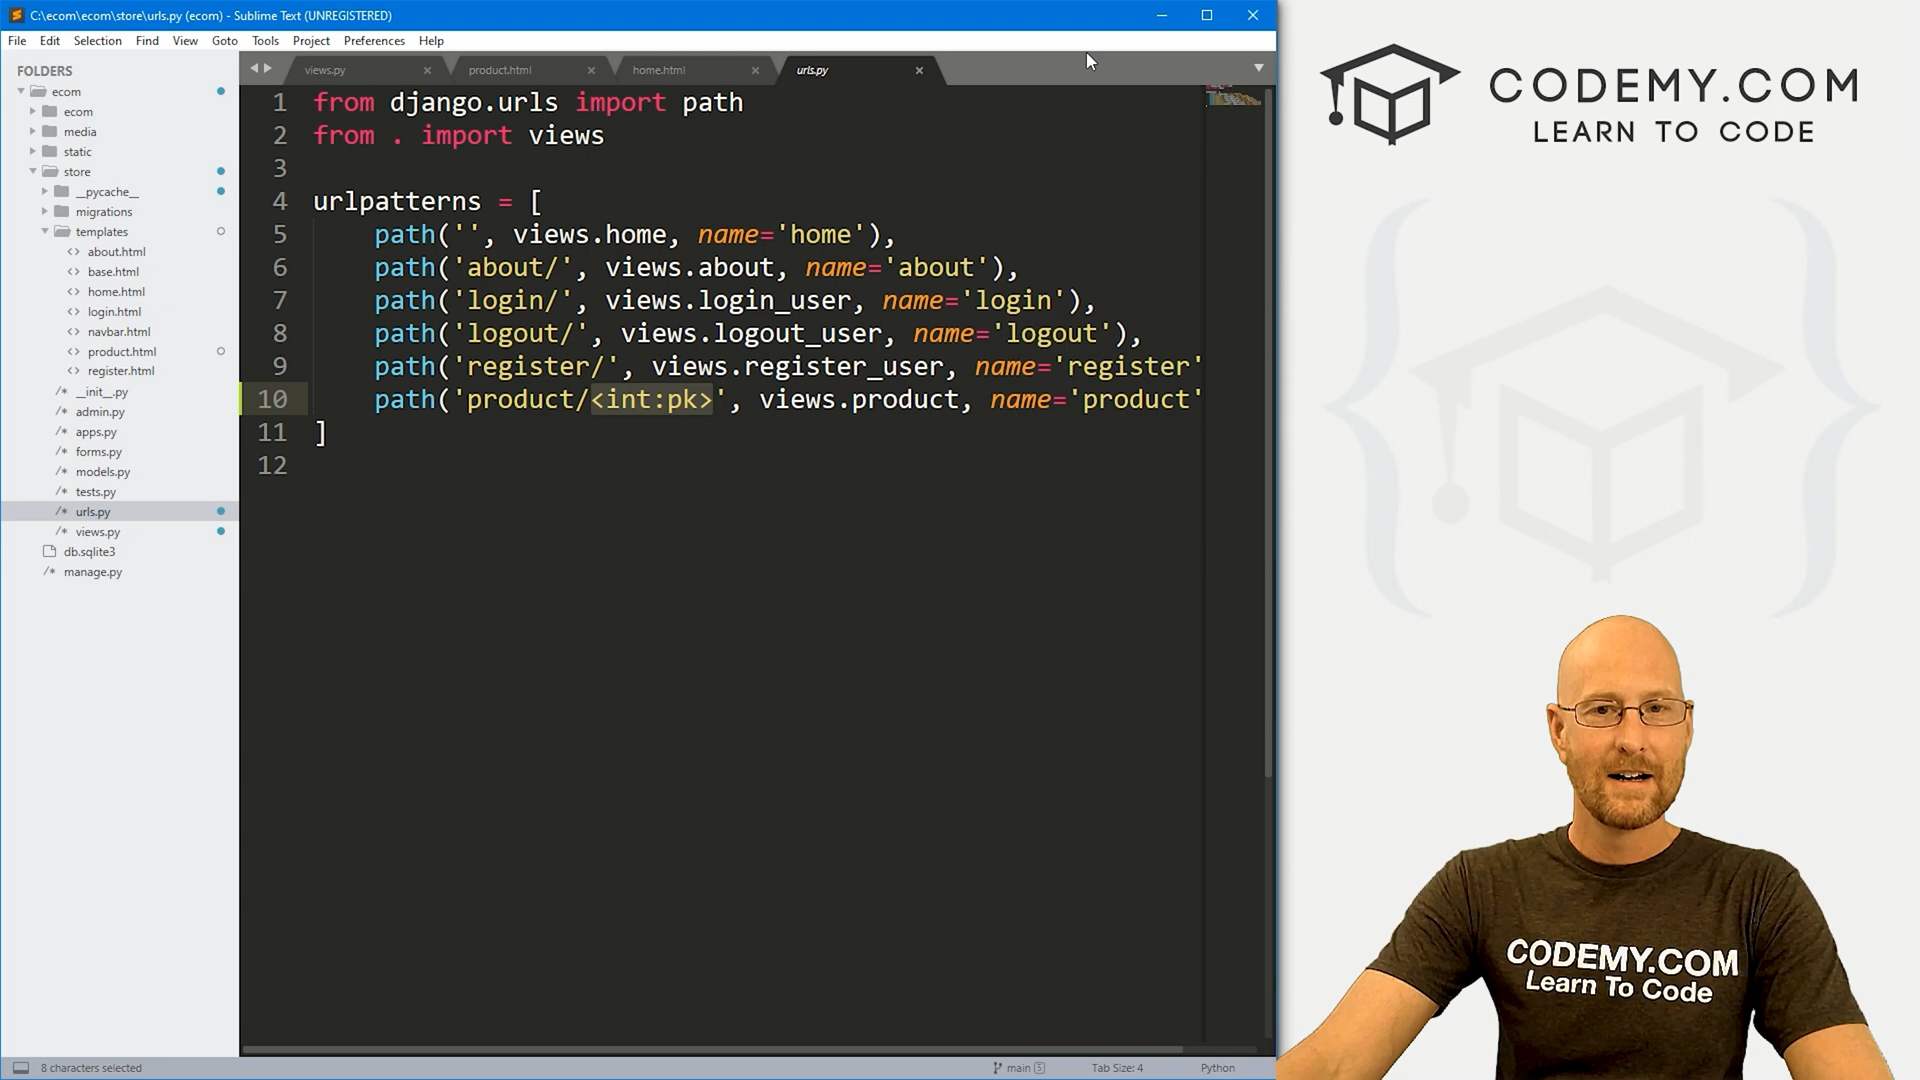 C:\ecom\ecom\store\urls.py (ecom) - Sublime Text (UNREGISTERED)
File Edit Selection Find View Goto Tools Project Preferences Help
FOLDERS
ecom
ecom
media
static
store
__pycache__
migrations
templates
<> about.html
<> base.html
<> home.html
<> login.html
<> navbar.html
<> product.html
<> register.html
/* __init__.py
/* admin.py
/* apps.py
/* forms.py
/* models.py
/* tests.py
/* urls.py
/* views.py
db.sqlite3
/* manage.py
views.py product.html home.html urls.py
1 from django.urls import path
2 from . import views
3
4 urlpatterns = [
5 path('', views.home, name='home'),
6 path('about/', views.about, name='about'),
7 path('login/', views.login_user, name='login'),
8 path('logout/', views.logout_user, name='logout'),
9 path('register/', views.register_user, name='register'
10 path('product/<int:pk>', views.product, name='product'
11 ]
12
8 characters selected
main 5
Tab Size: 4
Python
CODEMY.COM
LEARN TO CODE
CODEMY.COM
Learn To Code